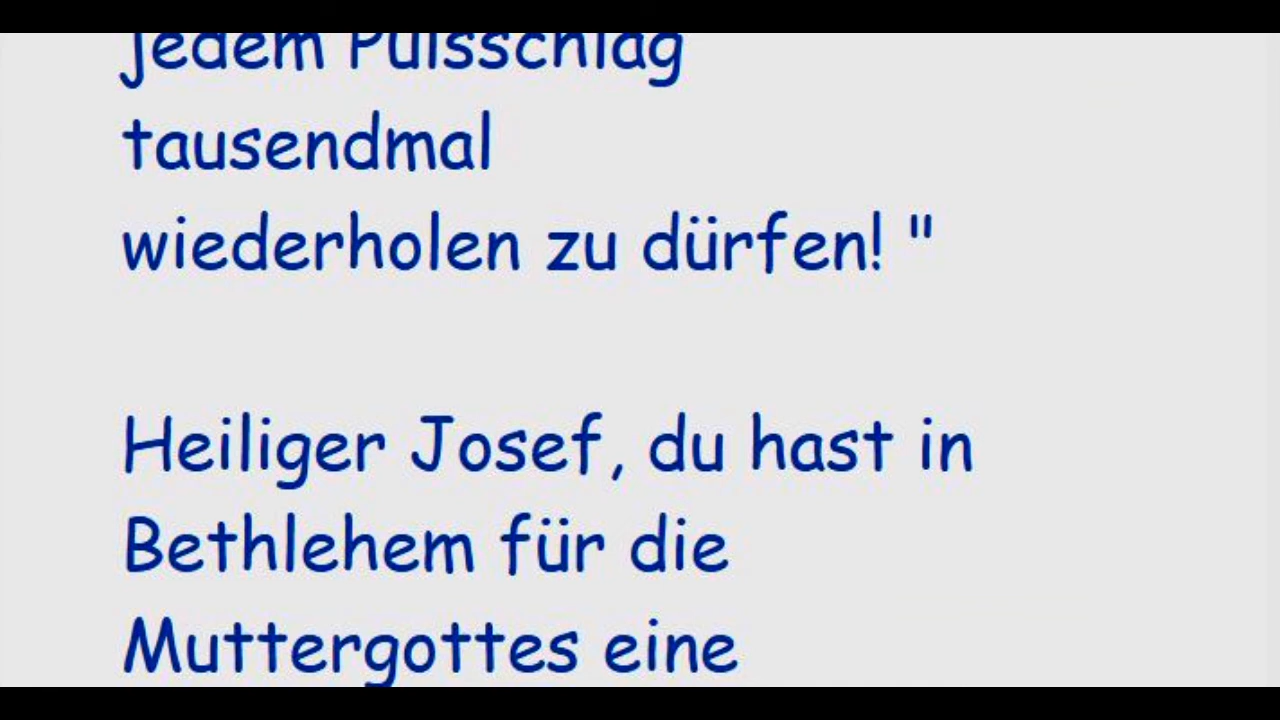 jedem Pulsschlag
tausendmal
wiederholen zu dürfen! "
Heiliger Josef, du hast in
Bethlehem für die
Muttergottes eine